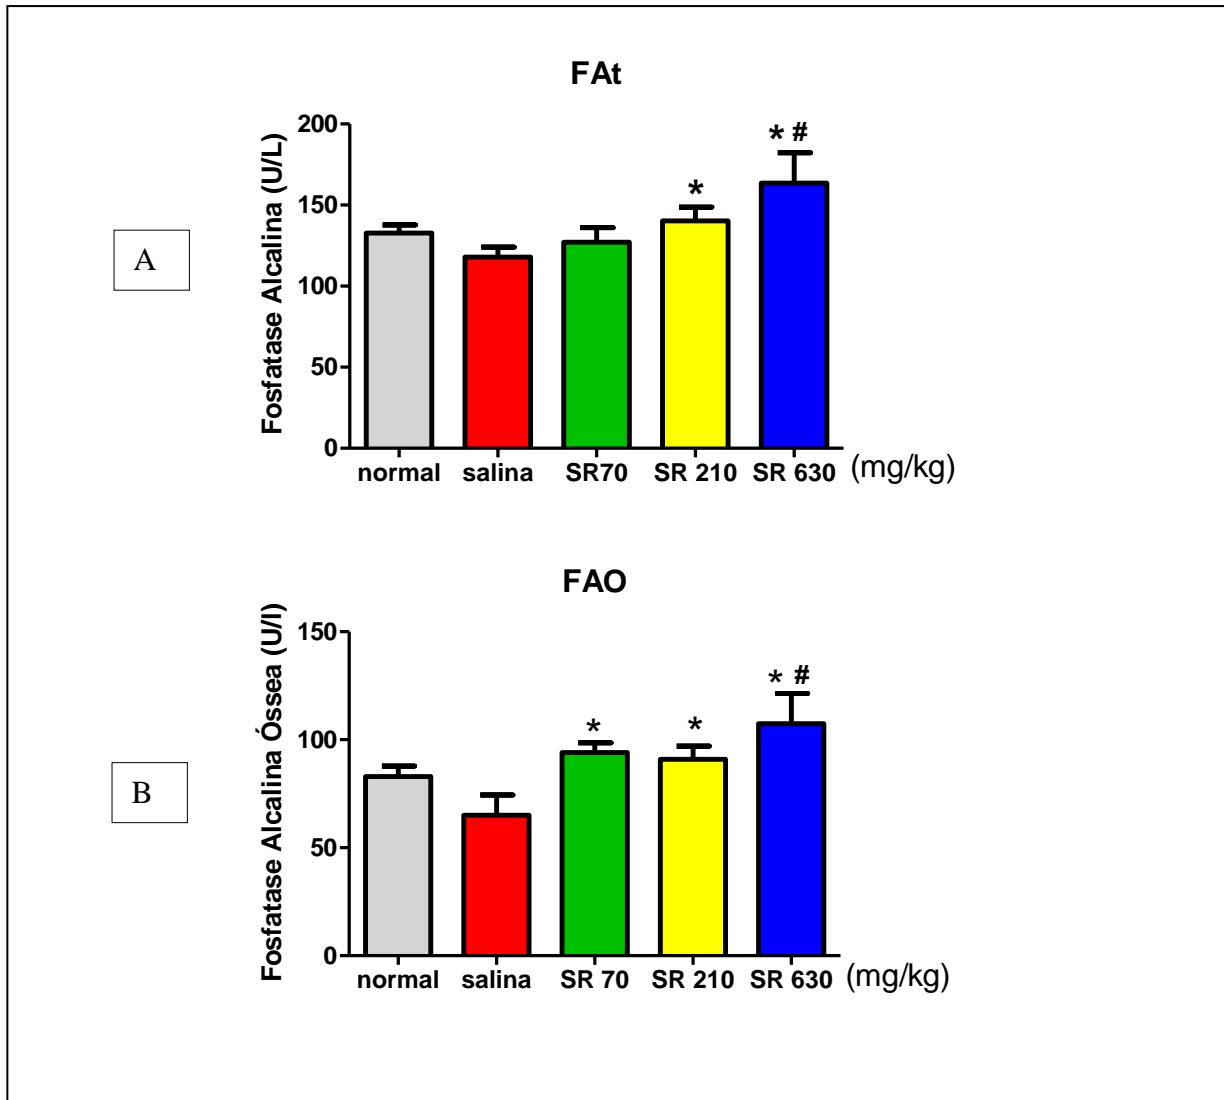 FAt
Fosfatase Alcalina (U/L)
200
150
100
50
0
* 
* #
normal salina SR70 SR 210 SR 630 (mg/kg)
A
FAO
Fosfatase Alcalina Óssea (U/l)
150
100
50
0
*
*
* #
normal salina SR 70 SR 210 SR 630 (mg/kg)
B